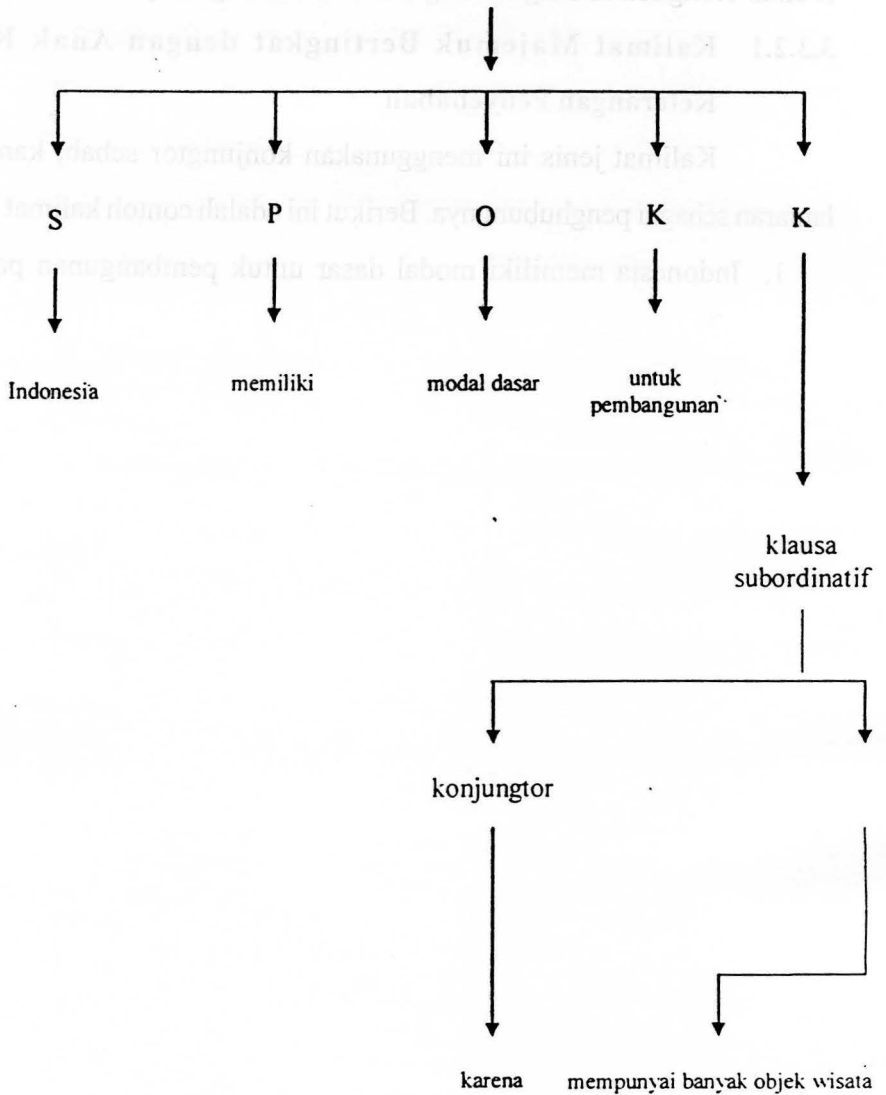 S P O K K
Indonesia memiliki modal dasar untuk
pembangunan
klausa
subordinatif
konjungtor
karena mempunyai banyak objek wisata